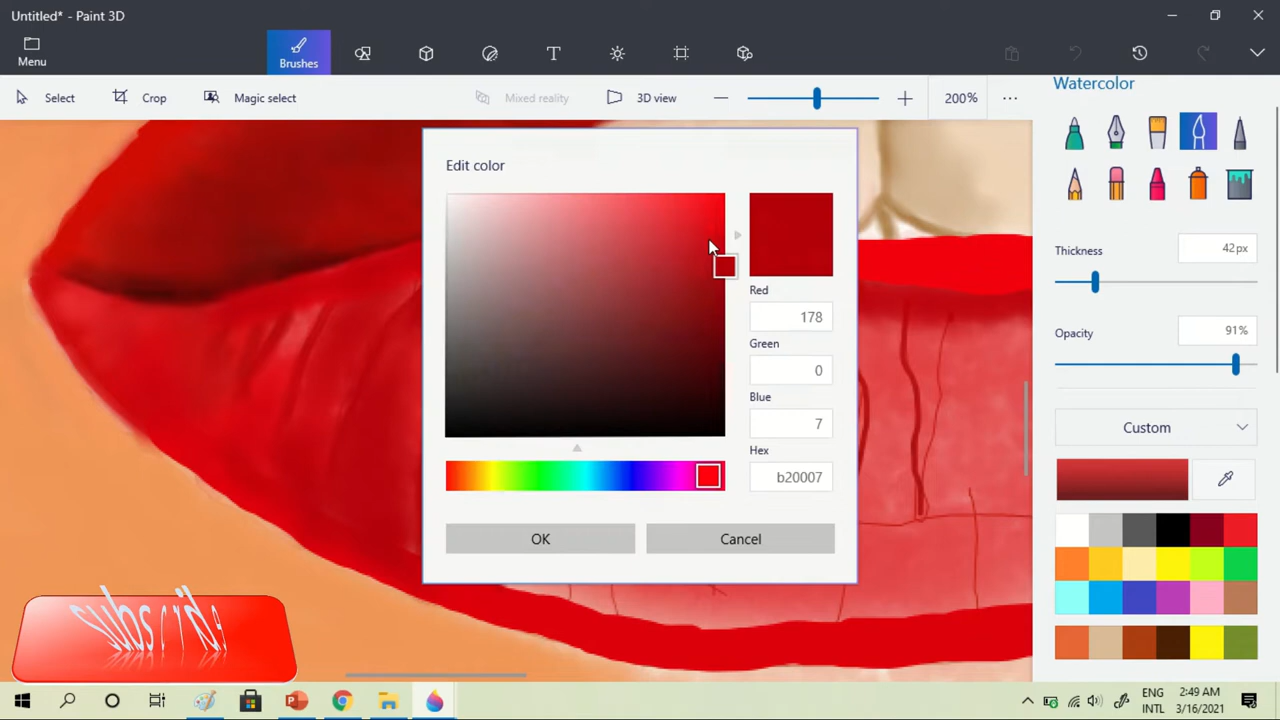 Untitled* - Paint 3D
Menu
Brushes
T
Select
Crop
Magic select
Mixed reality
3D view
200%
Watercolor
Edit color
Thickness
42px
Red
178
Green
0
Blue
7
Hex
b20007
Opacity
91%
Custom
OK
Cancel
ENG
INTL
2:49 AM
3/16/2021